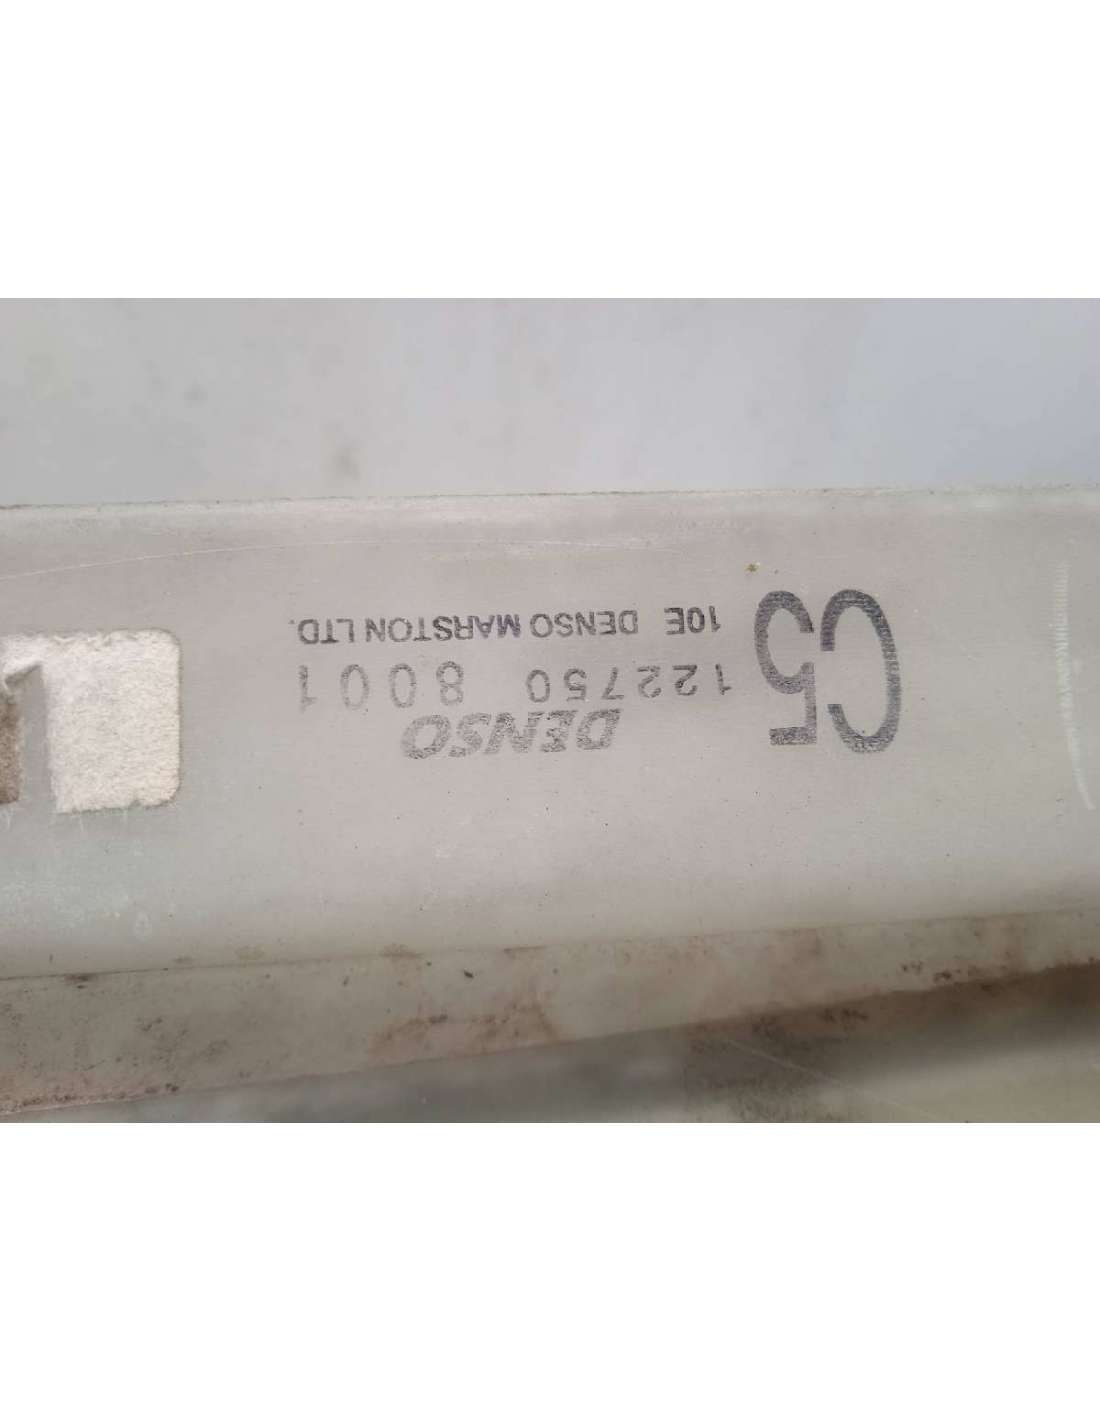 C5
DENSO
122750 8001
10E DENSO MARSTON LTD.